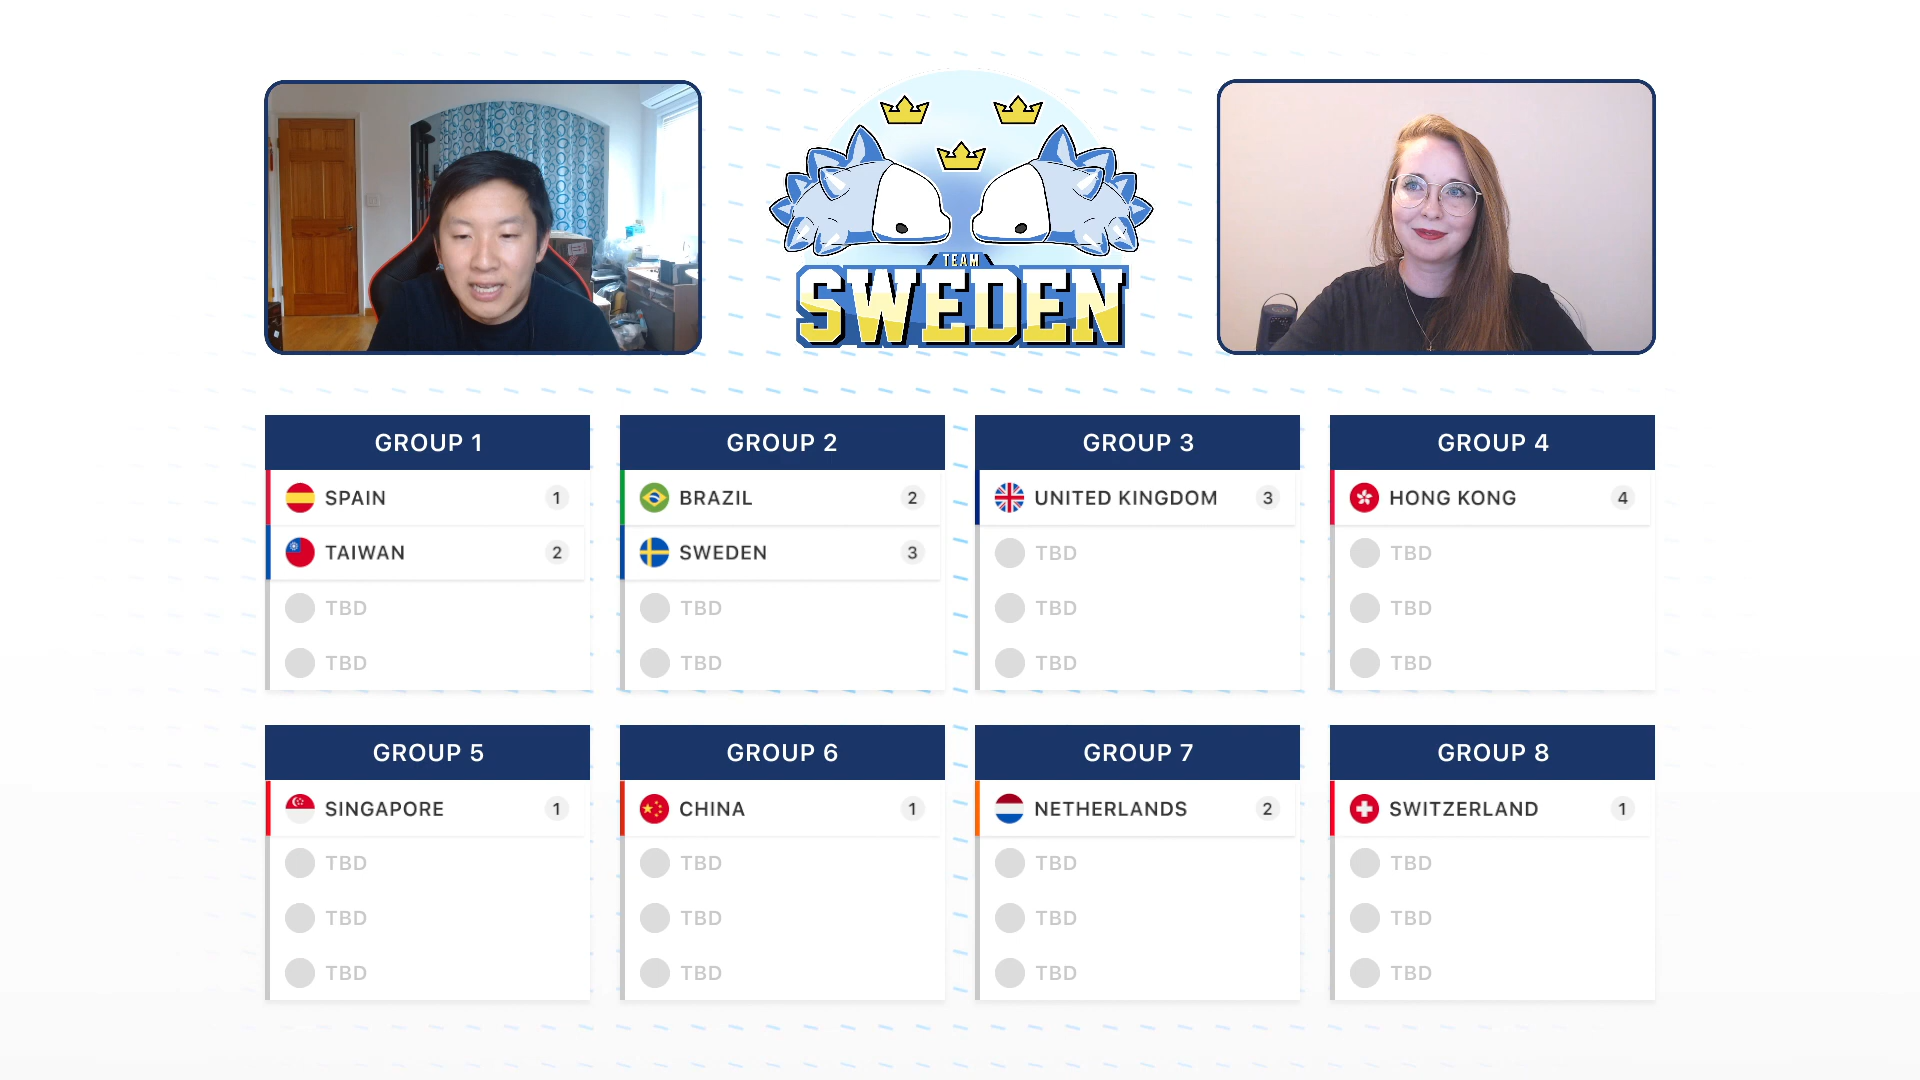 TEAM
SWEDEN
GROUP 1
SPAIN 1
TAIWAN 2
TBD
TBD
GROUP 2
BRAZIL 2
SWEDEN 3
TBD
TBD
GROUP 3
UNITED KINGDOM 3
TBD
TBD
TBD
GROUP 4
HONG KONG 4
TBD
TBD
TBD
GROUP 5
SINGAPORE 1
TBD
TBD
TBD
GROUP 6
CHINA 1
TBD
TBD
TBD
GROUP 7
NETHERLANDS 2
TBD
TBD
TBD
GROUP 8
SWITZERLAND 1
TBD
TBD
TBD